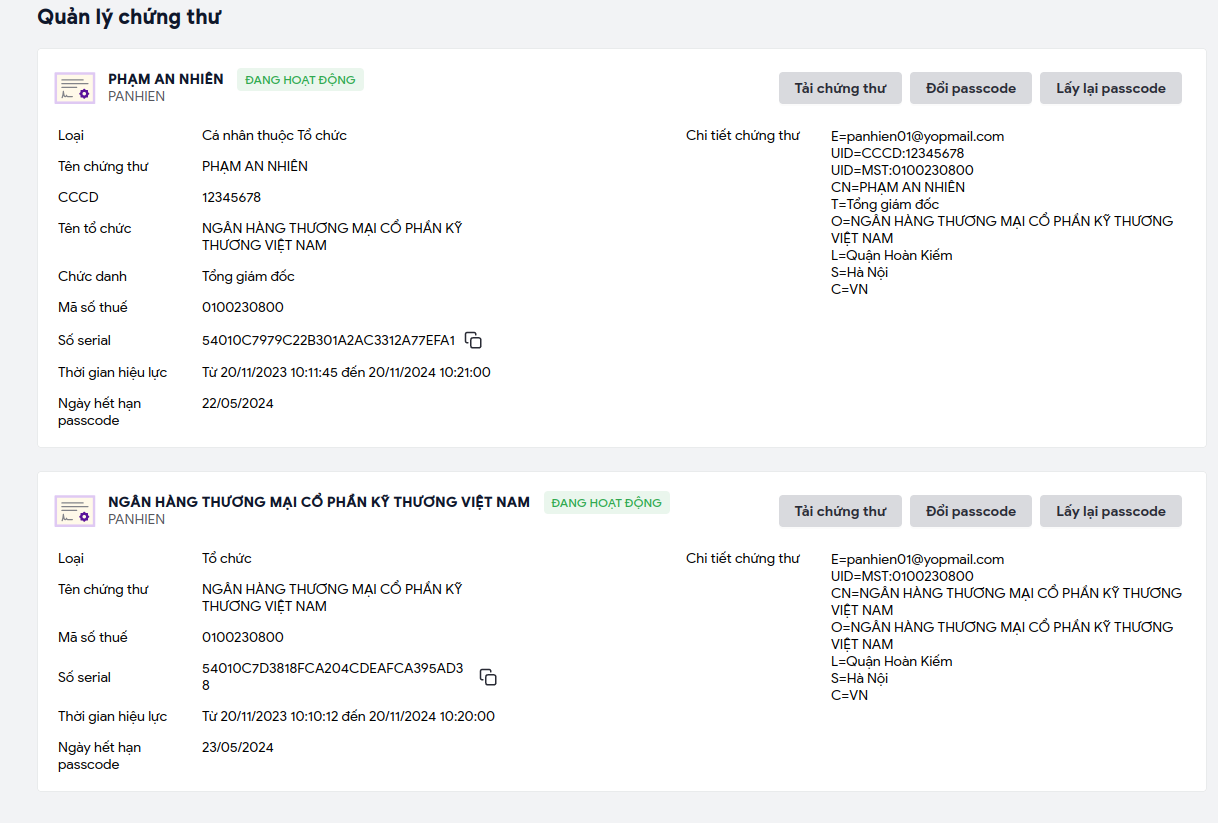 Quản lý chứng thư
PHẠM AN NHIÊN ĐANG HOẠT ĐỘNG
PANHIEN
Tải chứng thư Đổi passcode Lấy lại passcode
Loại Cá nhân thuộc Tổ chức
Tên chứng thư PHẠM AN NHIÊN
CCCD 12345678
Tên tổ chức NGÂN HÀNG THƯƠNG MẠI CỔ PHẦN KỸ
THƯƠNG VIỆT NAM
Chức danh Tổng giám đốc
Mã số thuế 0100230800
Số serial 54010C7979C22B301A2AC3312A77EFA1
Thời gian hiệu lực Từ 20/11/2023 10:11:45 đến 20/11/2024 10:21:00
Ngày hết hạn 22/05/2024
passcode
Chi tiết chứng thư E=panhien01@yopmail.com
UID=CCCD:12345678
UID=MST:0100230800
CN=PHẠM AN NHIÊN
T=Tổng giám đốc
O=NGÂN HÀNG THƯƠNG MẠI CỔ PHẦN KỸ THƯƠNG
VIỆT NAM
L=Quận Hoàn Kiếm
S=Hà Nội
C=VN
NGÂN HÀNG THƯƠNG MẠI CỔ PHẦN KỸ THƯƠNG VIỆT NAM ĐANG HOẠT ĐỘNG
PANHIEN
Tải chứng thư Đổi passcode Lấy lại passcode
Loại Tổ chức
Tên chứng thư NGÂN HÀNG THƯƠNG MẠI CỔ PHẦN KỸ
THƯƠNG VIỆT NAM
Mã số thuế 0100230800
Số serial 54010C7D3818FCA204CDEAFCA395AD3
8
Thời gian hiệu lực Từ 20/11/2023 10:10:12 đến 20/11/2024 10:20:00
Ngày hết hạn 23/05/2024
passcode
Chi tiết chứng thư E=panhien01@yopmail.com
UID=MST:0100230800
CN=NGÂN HÀNG THƯƠNG MẠI CỔ PHẦN KỸ THƯƠNG
VIỆT NAM
O=NGÂN HÀNG THƯƠNG MẠI CỔ PHẦN KỸ THƯƠNG
VIỆT NAM
L=Quận Hoàn Kiếm
S=Hà Nội
C=VN